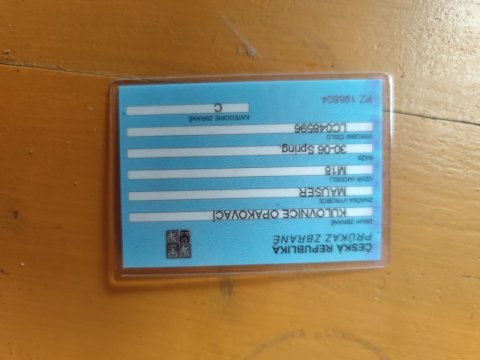 ČESKÁ REPUBLIKA
PRŮKAZ ZBRANĚ
DRUH ZBRANĚ
KULOVNICE OPAKOVACÍ
ZNAČKA VÝROBCE
MAUSER
VZOR (MODEL)
M18
RÁŽE
30-06 Spring.
VÝROBNÍ ČÍSLO
LC048596
KATEGORIE ZBRANĚ
C
PZ 195604